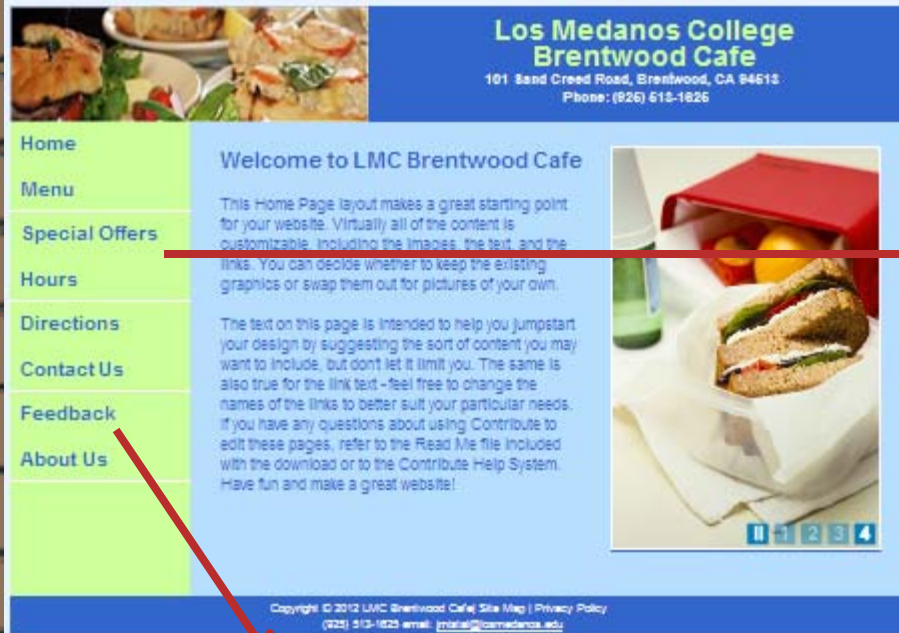 Los Medanos College
Brentwood Cafe
101 Sand Creed Road, Brentwood, CA 94513
Phone: (925) 513-1625
Home
Menu
Special Offers
Hours
Directions
Contact Us
Feedback
About Us
Welcome to LMC Brentwood Cafe
This Home Page layout makes a great starting point
for your website. Virtually all of the content is
customizable, including the images, the text, and the
links. You can decide whether to keep the existing
graphics or swap them out for pictures of your own.
The text on this page is intended to help you jumpstart
your design by suggesting the sort of content you may
want to include, but don't let it limit you. The same is
also true for the link text - feel free to change the
names of the links to better suit your particular needs.
If you have any questions about using Contribute to
edit these pages, refer to the Read Me file included
with the download or to the Contribute Help System.
Have fun and make a great website!
1 2 3 4
Copyright © 2012 LMC Brentwood Cafe| Site Map | Privacy Policy
(925) 513-1625 email: